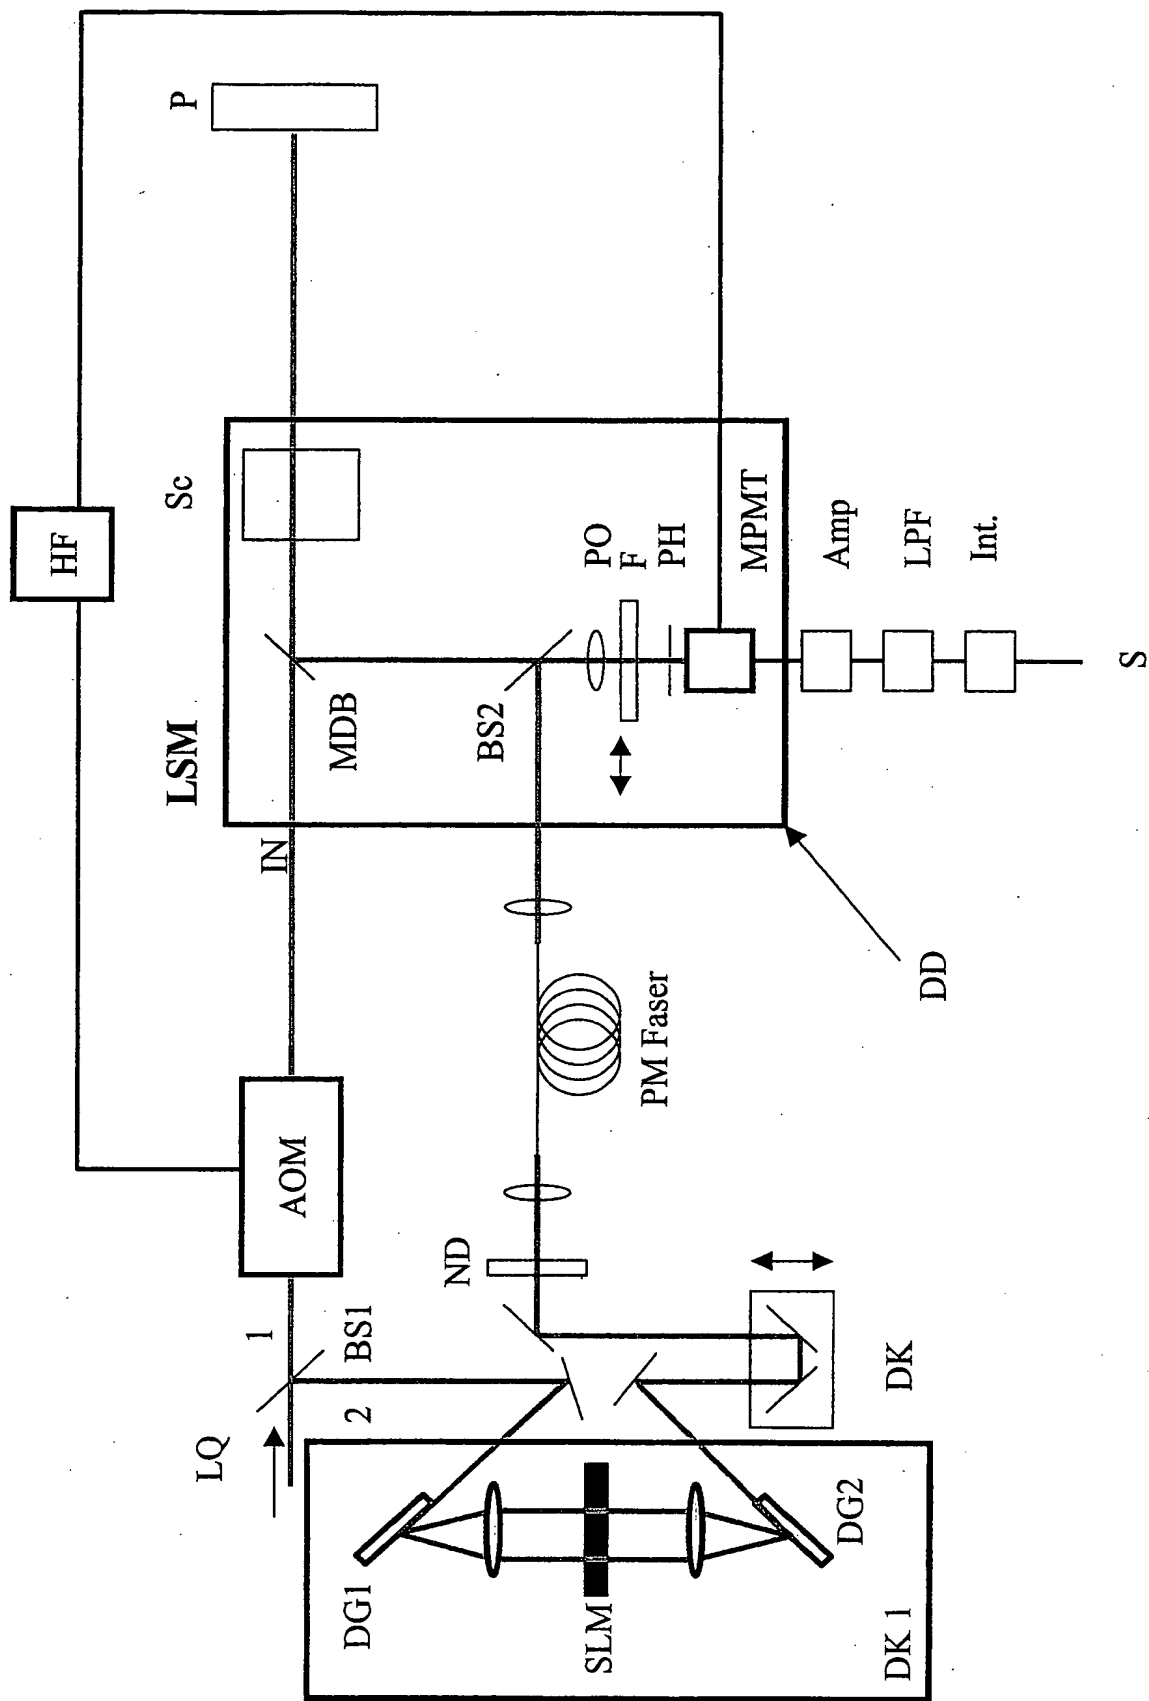 HF
P
Sc
LSM
MDB
BS2
PO
F
PH
MPMT
Amp
LPF
Int.
S
IN
AOM
DD
PM Faser
ND
1
BS1
2
LQ
DK
DG1
SLM
DG2
DK 1